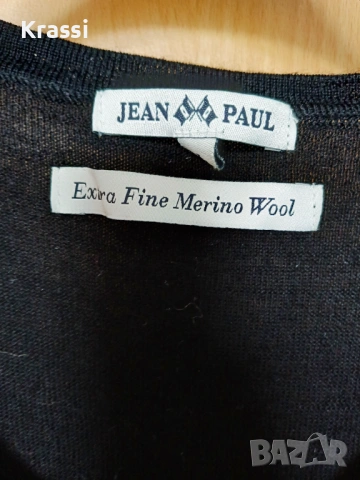 Krassi
JEAN PAUL
Extra Fine Merino Wool
BAZAR